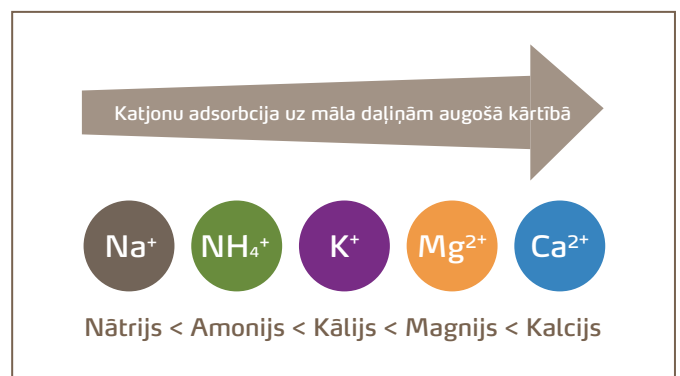 Katjonu adsorbcija uz māla daļiņām augošā kārtībā
Na⁺ NH₄⁺ K⁺ Mg²⁺ Ca²⁺
Nātrijs < Amonijs < Kālijs < Magnijs < Kalcijs